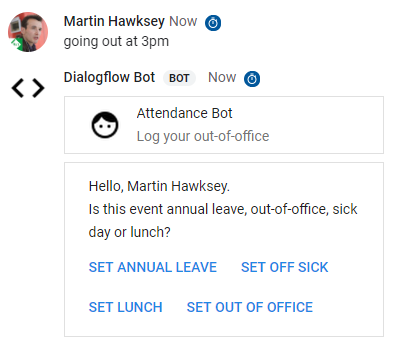 Martin Hawksey Now
going out at 3pm
Dialogflow Bot BOT Now
Attendance Bot
Log your out-of-office
Hello, Martin Hawksey.
Is this event annual leave, out-of-office, sick
day or lunch?
SET ANNUAL LEAVE SET OFF SICK
SET LUNCH SET OUT OF OFFICE